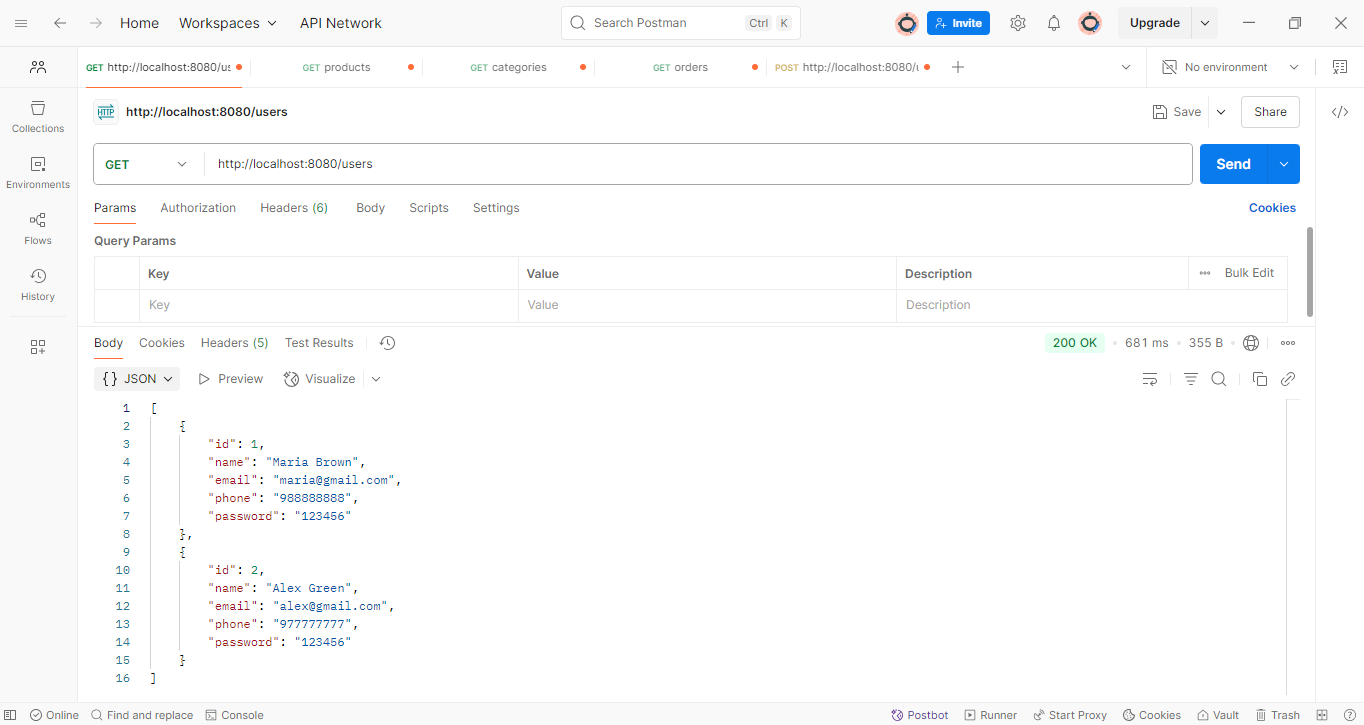 Home Workspaces API Network Search Postman Ctrl K Invite Upgrade
GET http://localhost:8080/us GET products GET categories GET orders POST http://localhost:8080/u No environment
HTTP http://localhost:8080/users Save Share
GET http://localhost:8080/users Send
Params Authorization Headers (6) Body Scripts Settings Cookies
Query Params
Key Value Description Bulk Edit
Key Value Description
Collections
Environments
Flows
History
Body Cookies Headers (5) Test Results 200 OK 681 ms 355 B
{} JSON Preview Visualize
1 [
2 {
3 "id": 1,
4 "name": "Maria Brown",
5 "email": "maria@gmail.com",
6 "phone": "988888888",
7 "password": "123456"
8 },
9 {
10 "id": 2,
11 "name": "Alex Green",
12 "email": "alex@gmail.com",
13 "phone": "977777777",
14 "password": "123456"
15 }
16 ]
Online Find and replace Console Postbot Runner Start Proxy Cookies Vault Trash